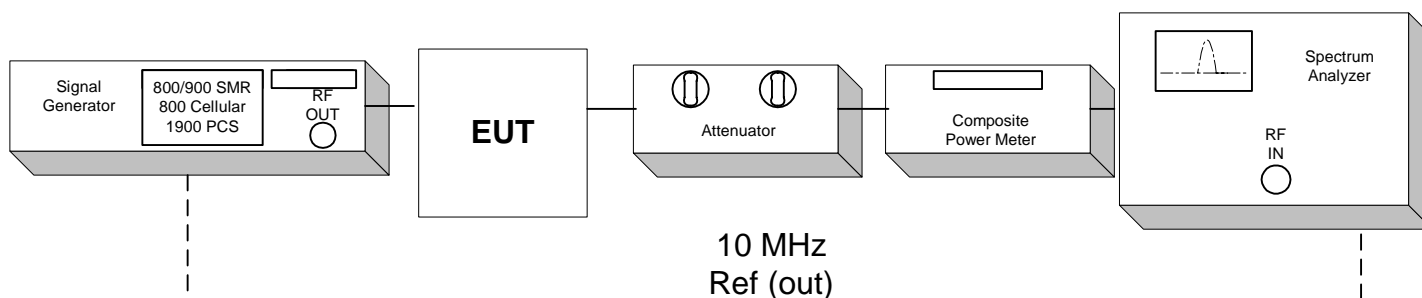 Signal
Generator
800/900 SMR
800 Cellular
1900 PCS
RF
OUT
EUT
Attenuator
Composite
Power Meter
Spectrum
Analyzer
RF
IN
10 MHz
Ref (out)